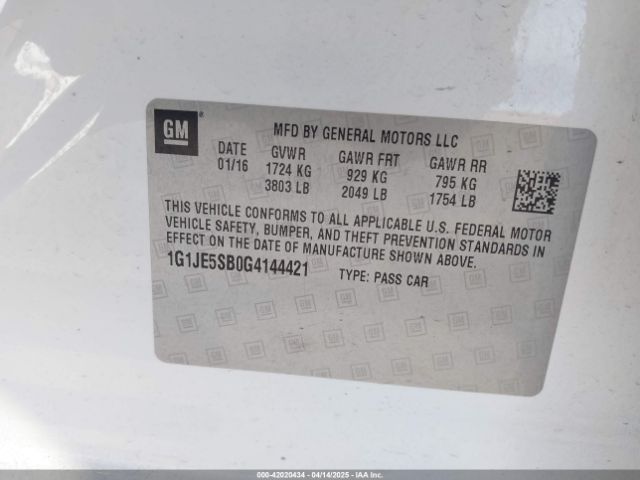 GM
MFD BY GENERAL MOTORS LLC
DATE GVWR GAWR FRT GAWR RR
01/16 1724 KG 929 KG 795 KG
3803 LB 2049 LB 1754 LB
THIS VEHICLE CONFORMS TO ALL APPLICABLE U.S. FEDERAL MOTOR
VEHICLE SAFETY, BUMPER, AND THEFT PREVENTION STANDARDS IN
EFFECT ON THE DATE OF MANUFACTURE SHOWN ABOVE.
1G1JE5SB0G4144421 TYPE: PASS CAR
000-42020434 - 04/14/2025 - IAA Inc.